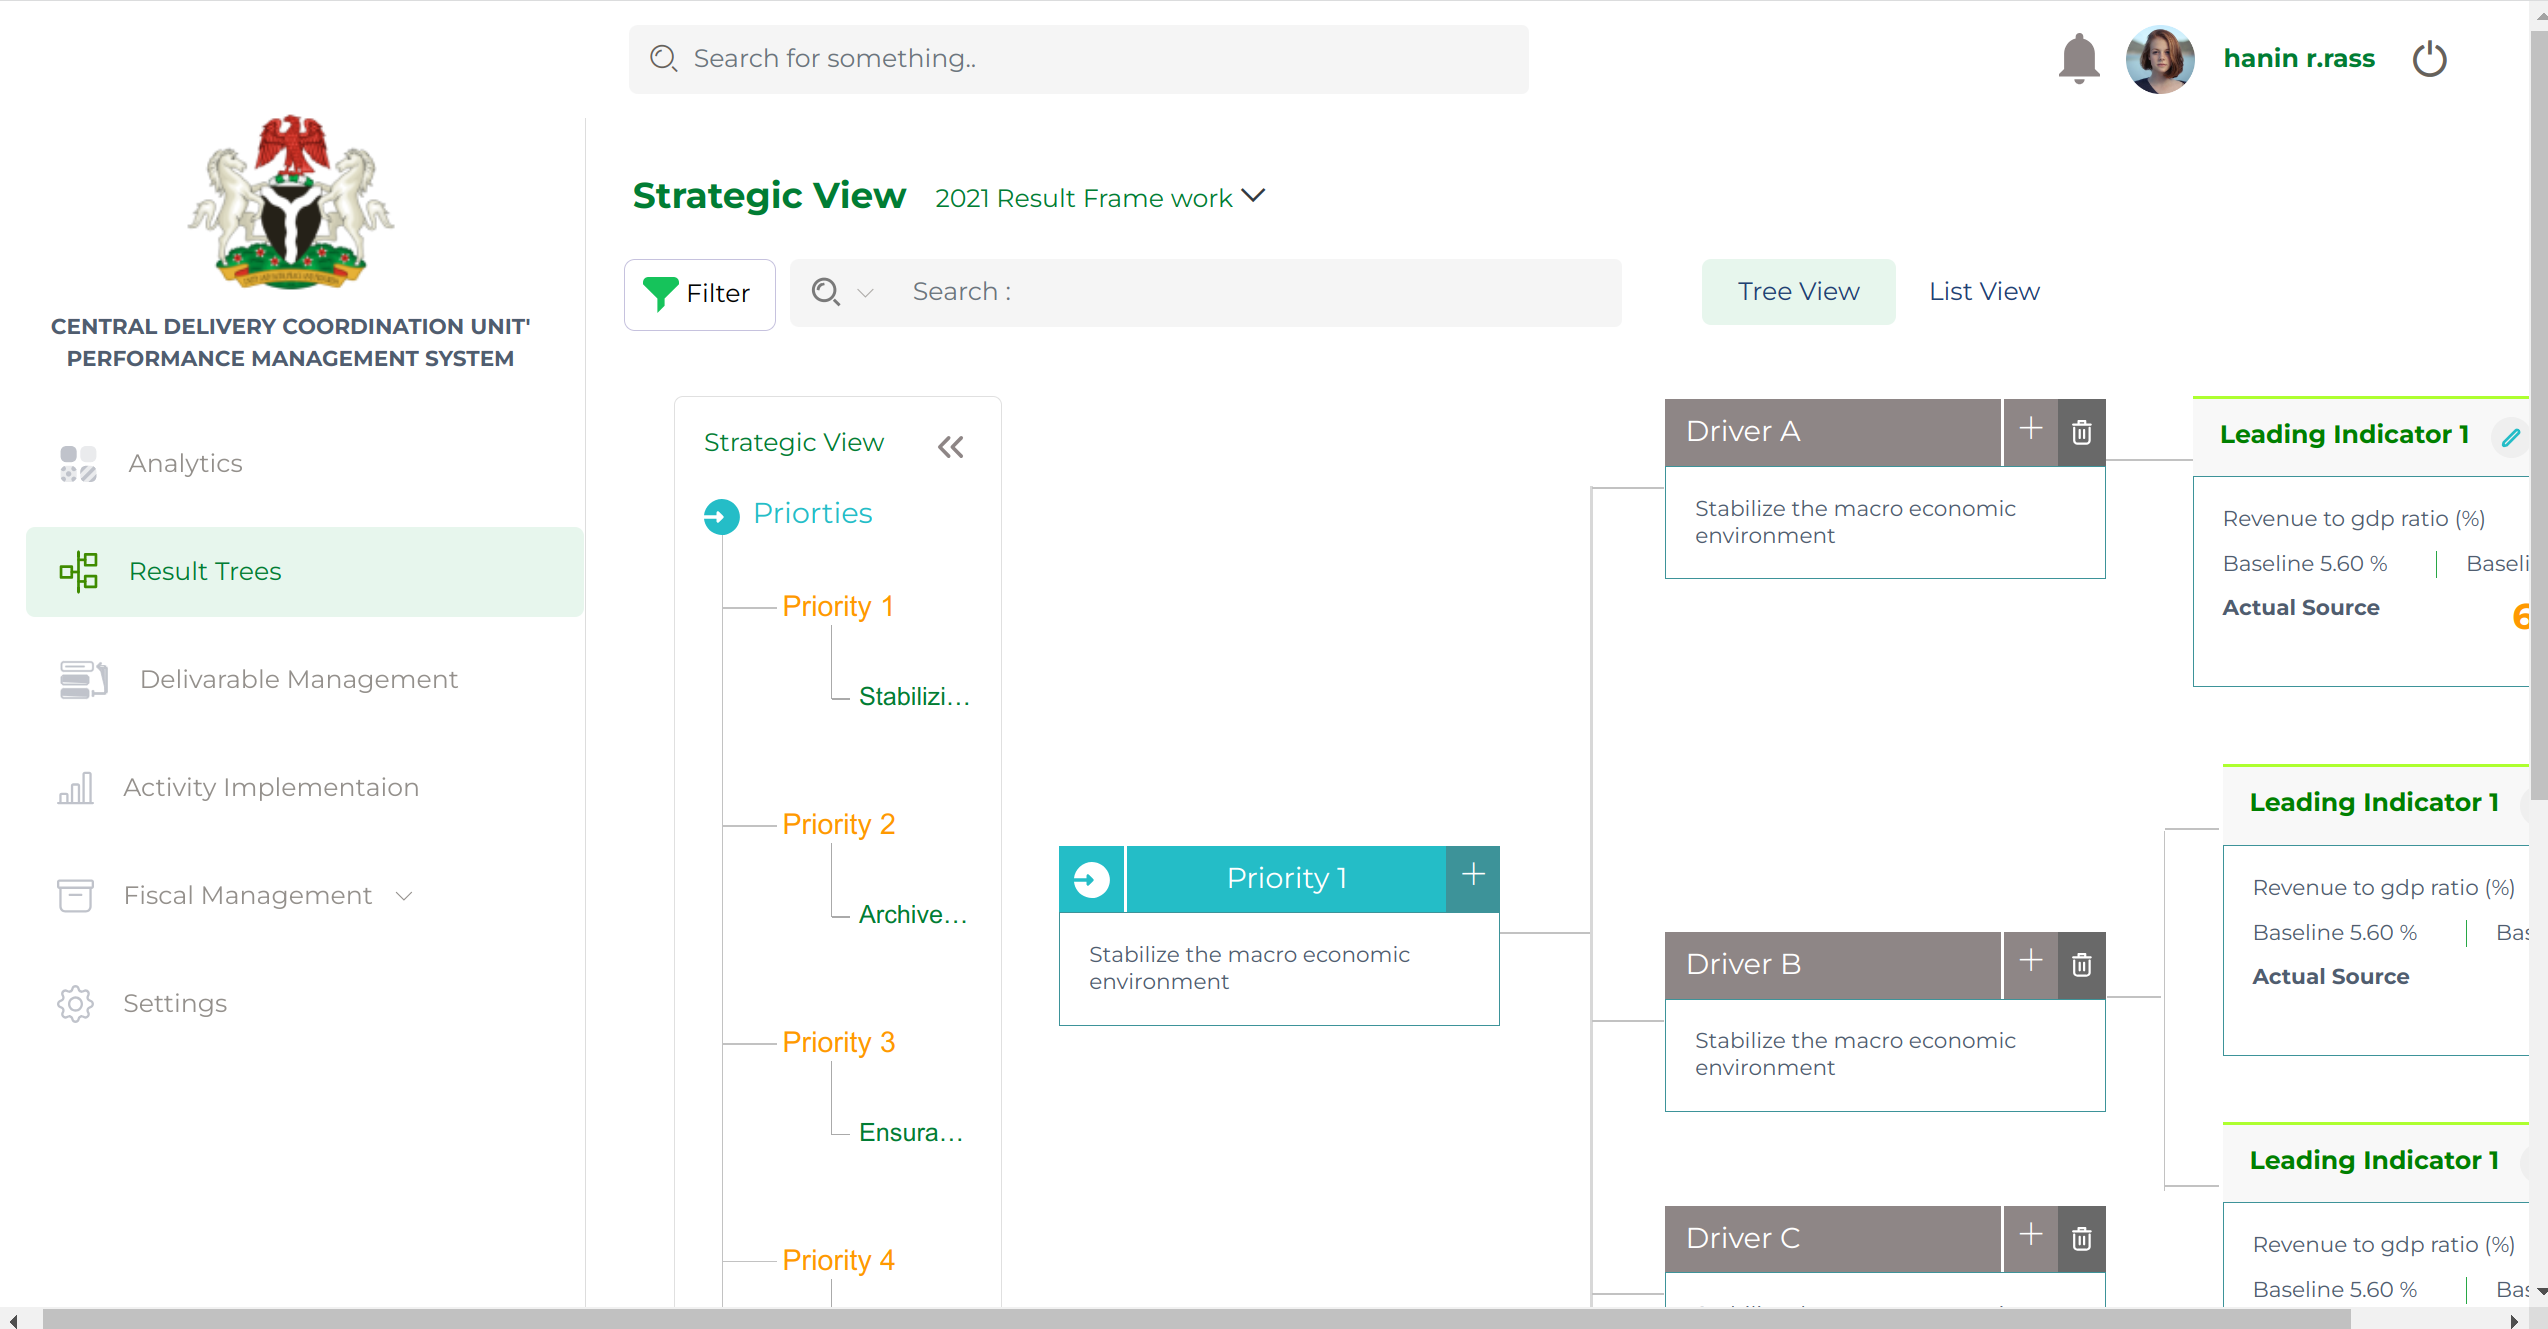 Search for something..
hanin r.rass
CENTRAL DELIVERY COORDINATION UNIT'
PERFORMANCE MANAGEMENT SYSTEM
Analytics
Result Trees
Delivarable Management
Activity Implementaion
Fiscal Management
Settings
Strategic View
2021 Result Frame work
Filter
Search :
Tree View
List View
Strategic View
Priorties
Priority 1
Stabilizi...
Priority 2
Archive...
Priority 3
Ensura...
Priority 4
Priority 1
Stabilize the macro economic
environment
Driver A
Stabilize the macro economic
environment
Driver B
Stabilize the macro economic
environment
Driver C
Leading Indicator 1
Revenue to gdp ratio (%)
Baseline 5.60 %
Baseli
Actual Source
6
Leading Indicator 1
Revenue to gdp ratio (%)
Baseline 5.60 %
Bas
Actual Source
Leading Indicator 1
Revenue to gdp ratio (%)
Baseline 5.60 %
Bas